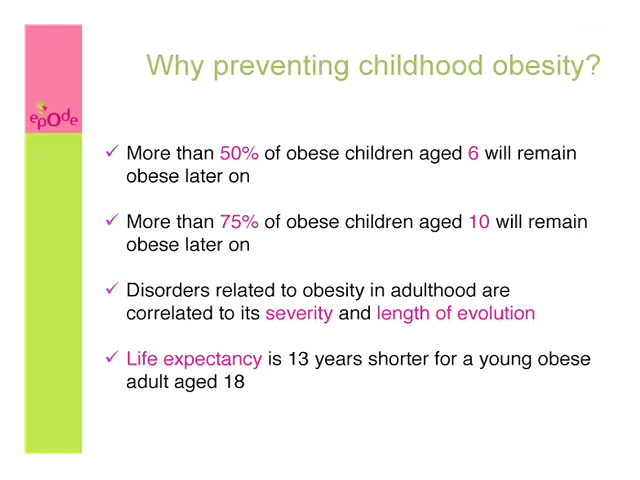 Why preventing childhood obesity?
epode
More than 50% of obese children aged 6 will remain
obese later on
More than 75% of obese children aged 10 will remain
obese later on
Disorders related to obesity in adulthood are
correlated to its severity and length of evolution
Life expectancy is 13 years shorter for a young obese
adult aged 18